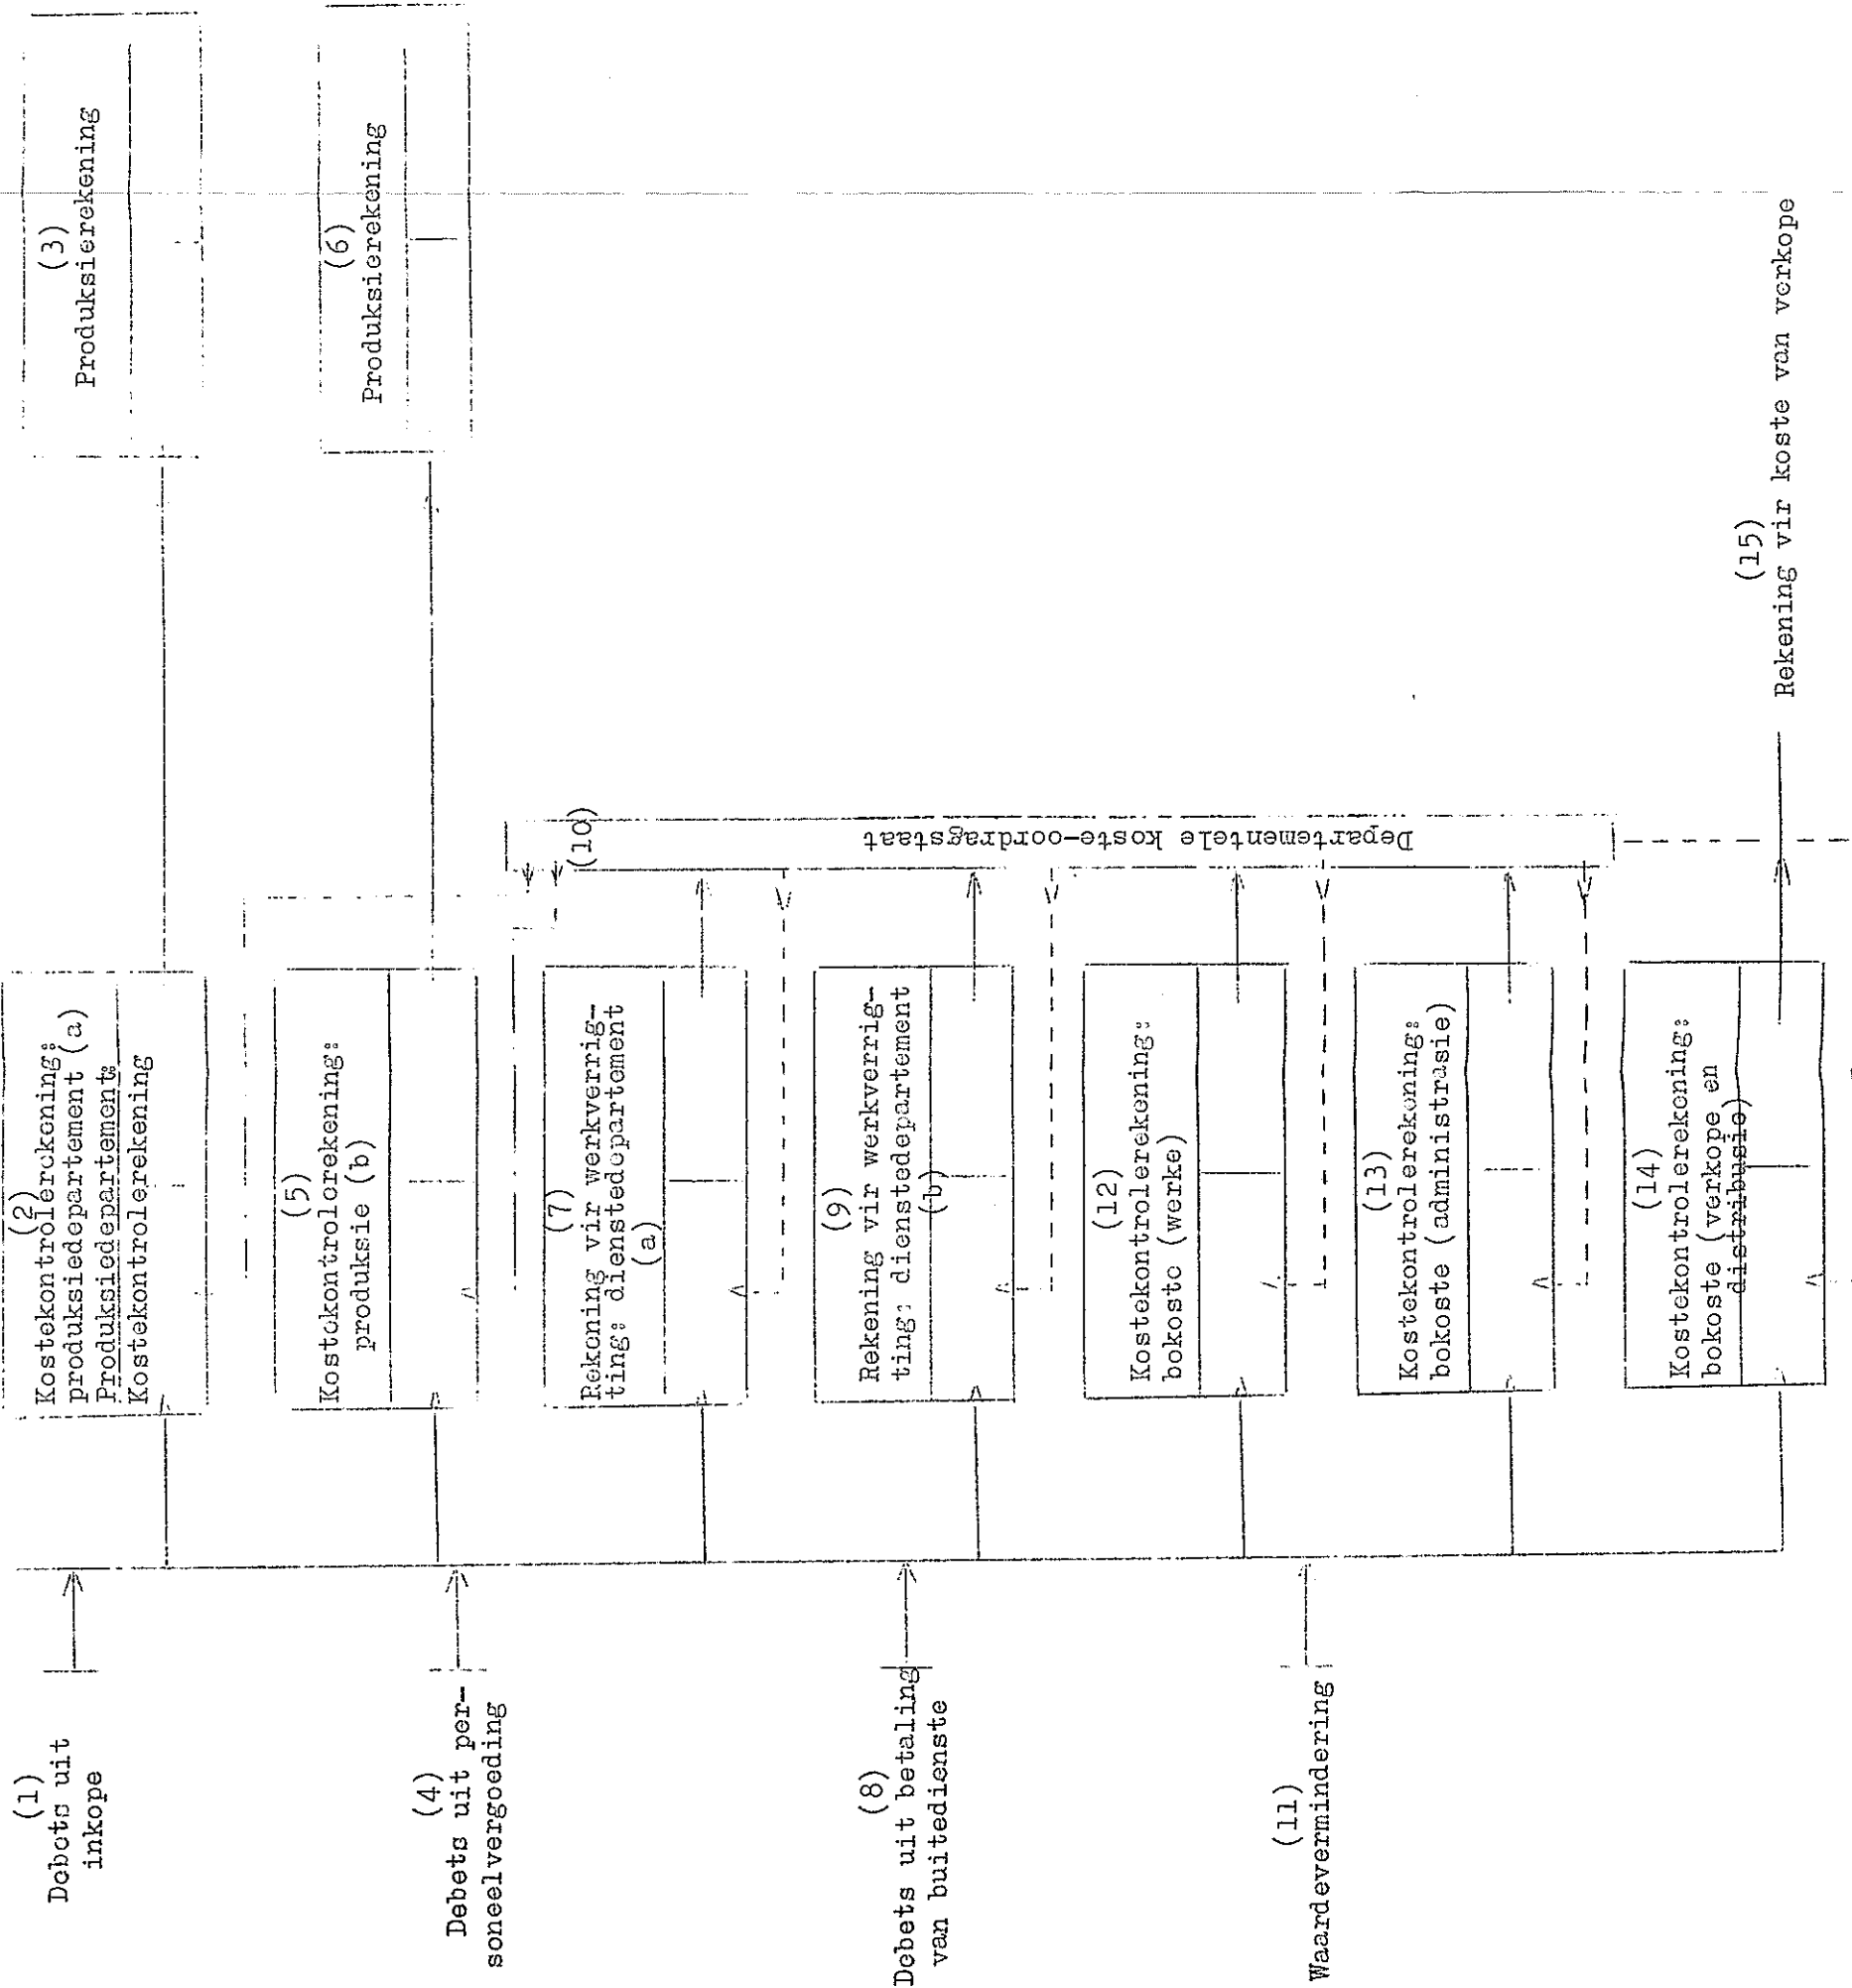 (1)
Debets uit
inkope
(4)
Debets uit per-
soneelvergoeding
(8)
Debets uit betaling
van buitedienste
(11)
Waardevermindering
(2)
Kostekontrolerekening:
produksiedepartement (a)
Produksiedepartement:
Kostekontrolerekening
(5)
Kostekontrolerekening:
produksie (b)
(7)
Rekening vir werkverrig-
ting: dienstedepartement
(a)
(9)
Rekening vir werkverrig-
ting: dienstedepartement
(b)
(12)
Kostekontrolerekening:
bokoste (werke)
(13)
Kostekontrolerekening:
bokoste (administrasie)
(14)
Kostekontrolerekening:
bokoste (verkope en
distribusie)
(10)
Departementele koste-oordragstaat
(3)
Produksierekening
(6)
Produksierekening
(15)
Rekening vir koste van verkope